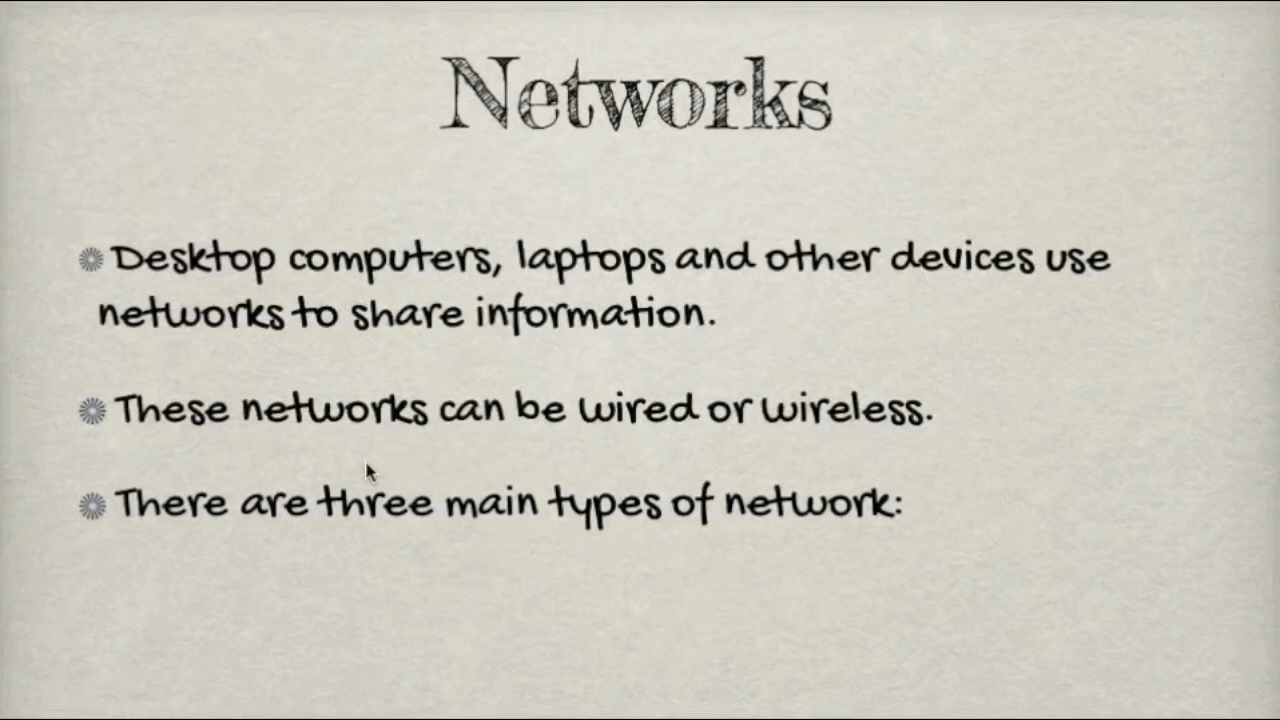 Networks
Desktop computers, laptops and other devices use
networks to share information.
These networks can be wired or wireless.
There are three main types of network: